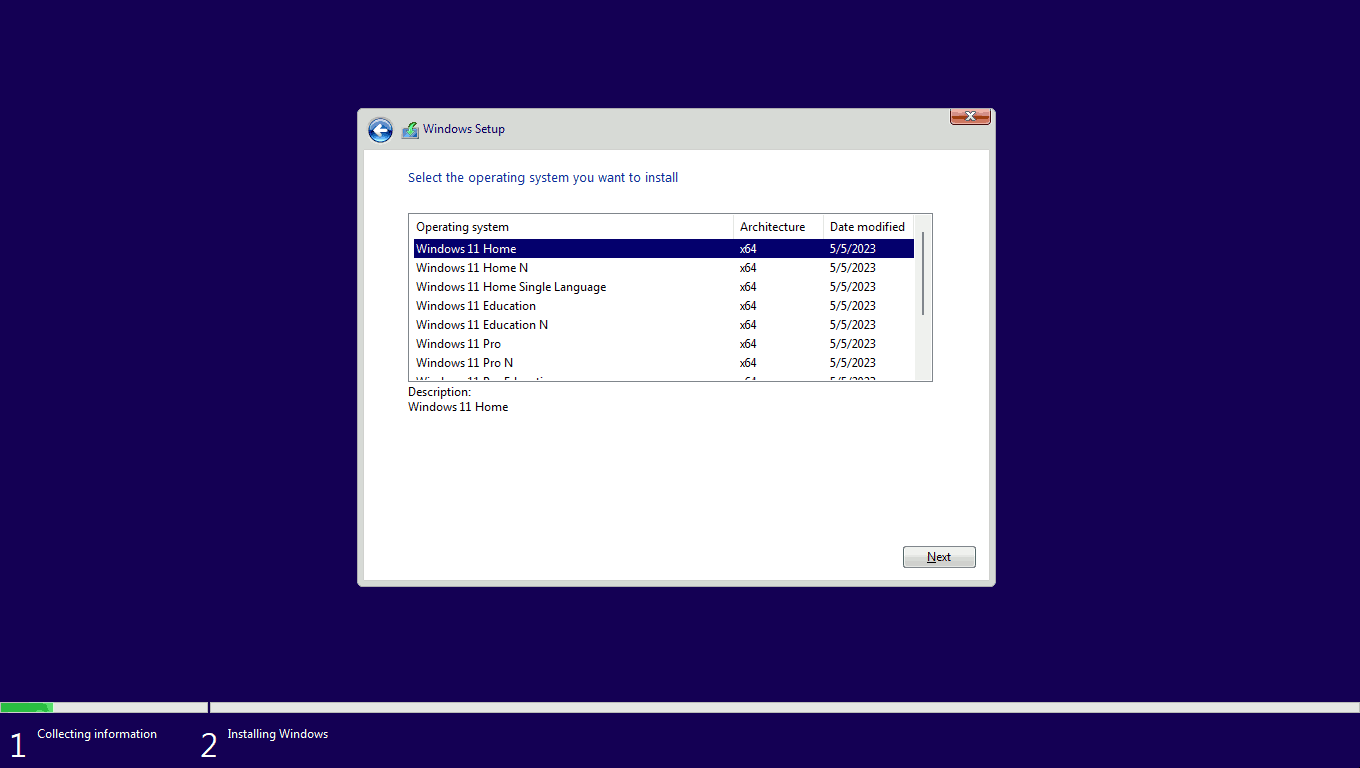 Windows Setup
Select the operating system you want to install
Operating system Architecture Date modified
Windows 11 Home x64 5/5/2023
Windows 11 Home N x64 5/5/2023
Windows 11 Home Single Language x64 5/5/2023
Windows 11 Education x64 5/5/2023
Windows 11 Education N x64 5/5/2023
Windows 11 Pro x64 5/5/2023
Windows 11 Pro N x64 5/5/2023
Description:
Windows 11 Home
Next
1 Collecting information 2 Installing Windows